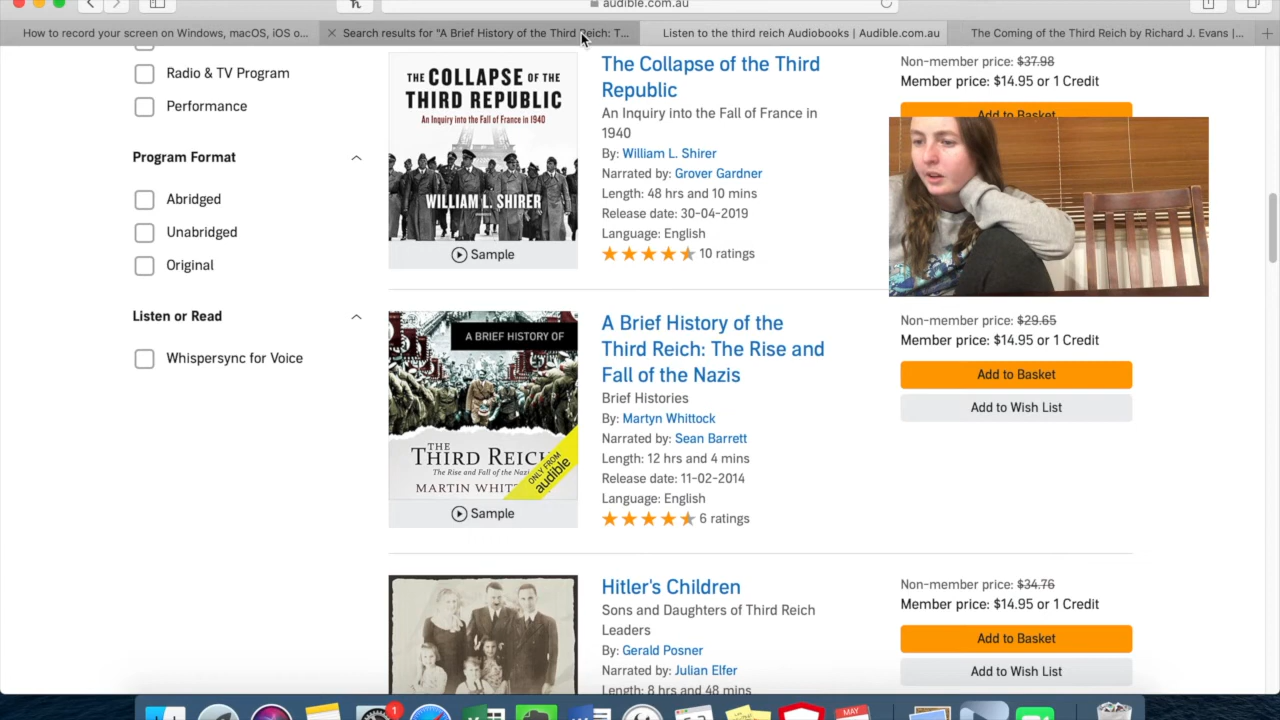 audible.com.au
How to record your screen on Windows, macOS, iOS o...
Search results for "A Brief History of the Third Reich: T...
Listen to the third reich Audiobooks | Audible.com.au
The Coming of the Third Reich by Richard J. Evans |...
Radio & TV Program
Performance
Program Format
Abridged
Unabridged
Original
Listen or Read
Whispersync for Voice
THE COLLAPSE OF THE
THIRD REPUBLIC
An Inquiry into the Fall of France in 1940
WILLIAM L. SHIRER
Sample
The Collapse of the Third
Republic
An Inquiry into the Fall of France in
1940
By: William L. Shirer
Narrated by: Grover Gardner
Length: 48 hrs and 10 mins
Release date: 30-04-2019
Language: English
10 ratings
Non-member price: $37.98
Member price: $14.95 or 1 Credit
Add to Basket
A BRIEF HISTORY OF
THE
THIRD REICH
The Rise and Fall of the Nazis
MARTIN
ONLY FROM
audible
Sample
A Brief History of the
Third Reich: The Rise and
Fall of the Nazis
Brief Histories
By: Martyn Whittock
Narrated by: Sean Barrett
Length: 12 hrs and 4 mins
Release date: 11-02-2014
Language: English
6 ratings
Non-member price: $29.65
Member price: $14.95 or 1 Credit
Add to Basket
Add to Wish List
Hitler's Children
Sons and Daughters of Third Reich
Leaders
By: Gerald Posner
Narrated by: Julian Elfer
Length: 8 hrs and 48 mins
Non-member price: $34.76
Member price: $14.95 or 1 Credit
Add to Basket
Add to Wish List
1
MAY